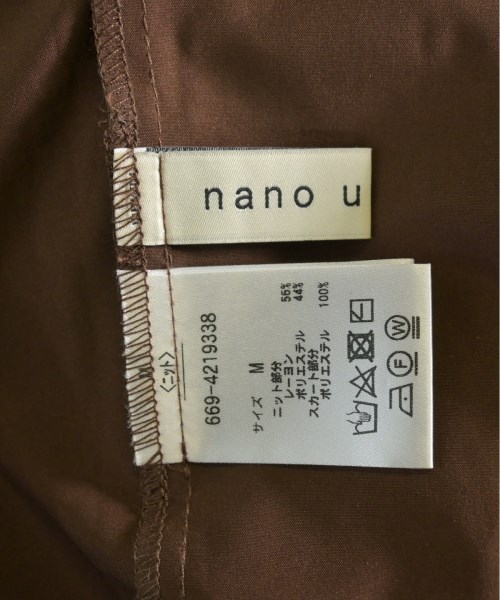 nano u
〈ニット〉
669-4219338
サイズ M
ニット部分
レーヨン 56%
ポリエステル 44%
スカート部分
ポリエステル 100%
F
W